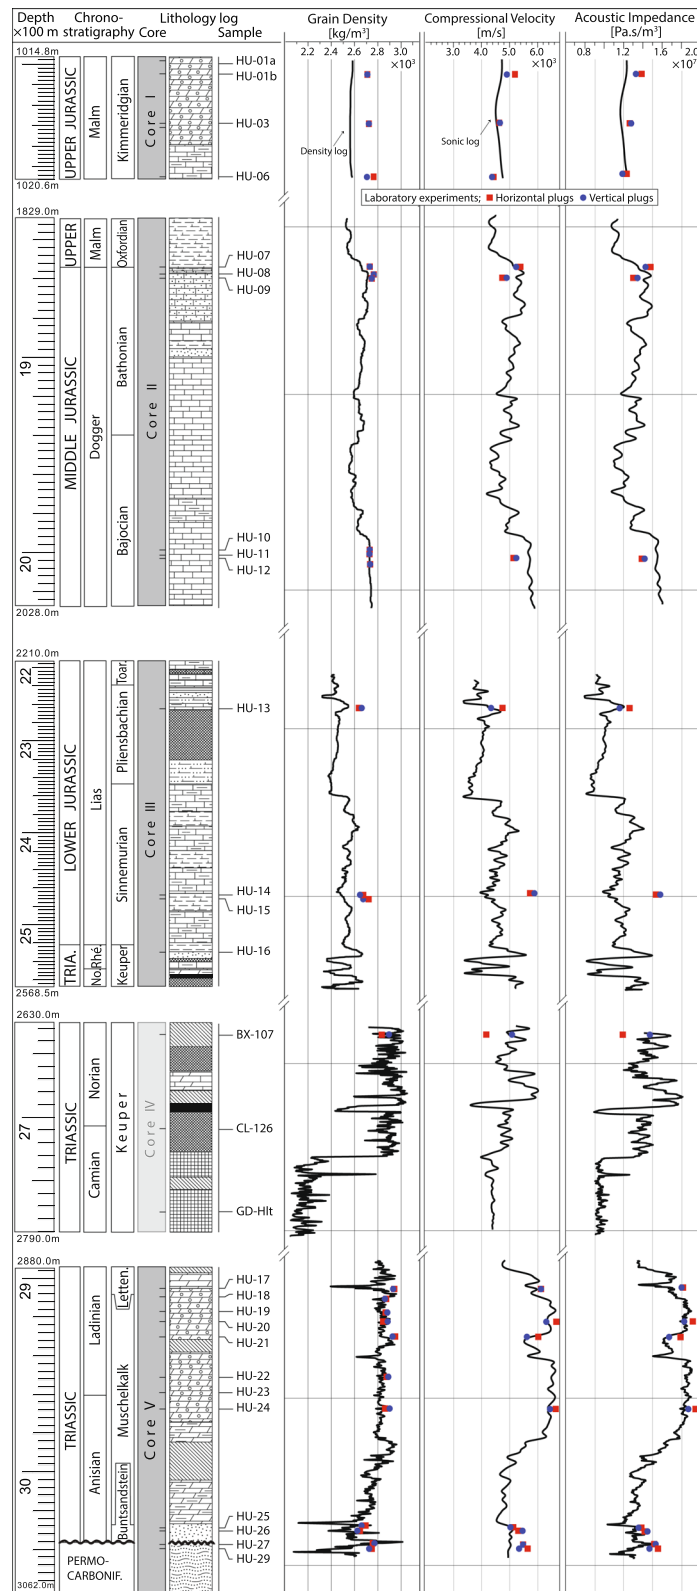 Depth Chrono- Lithology log Grain Density Compressional Velocity Acoustic Impedance
×100 m stratigraphy Core Sample [kg/m³] [m/s] [Pa.s/m³]
2.2 2.6 2.8 3.0 3.0 5.0 6.0 1.0 1.2 1.6 2.0
×10³ ×10³ ×10⁷
1014.8m
UPPER JURASSIC
Malm
Kimmeridgian
Core I
HU-01a
HU-01b
HU-03
HU-06
Density log
Sonic log
1020.6m
Laboratory experiments; Horizontal plugs Vertical plugs
1829.0m
UPPER
Malm
Oxfordian
HU-07
HU-08
HU-09
19
MIDDLE JURASSIC
Dogger
Bathonian
Core II
Bajocian
HU-10
HU-11
HU-12
20
2028.0m
2210.0m
22
Toar.
Pliensbachian
HU-13
23
LOWER JURASSIC
Lias
Core III
24
Sinnemurian
HU-14
HU-15
25
TRIA.
No.Rhé.
Keuper
HU-16
2568.5m
2630.0m
BX-107
Norian
Keuper
Core IV
TRIASSIC
27
CL-126
Camian
GD-Hlt
2790.0m
2880.0m
29
Letten.
HU-17
HU-18
HU-19
HU-20
HU-21
Ladinian
HU-22
HU-23
HU-24
TRIASSIC
Muschelkalk
Core V
30
Anisian
Buntsandstein
HU-25
HU-26
HU-27
HU-29
PERMO-
CARBONIF.
3062.0m